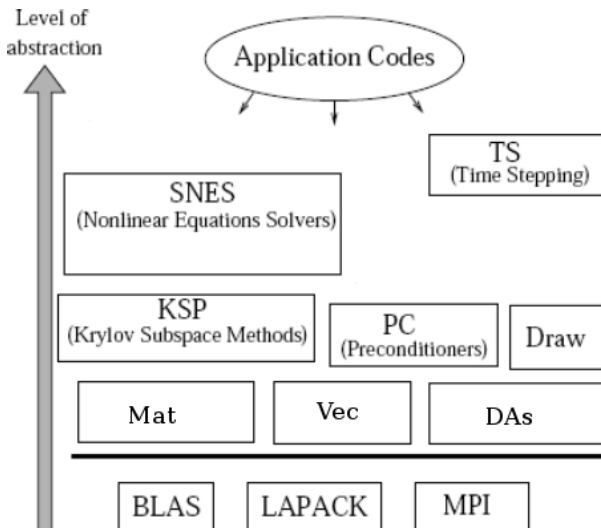 Level of
abstraction
Application Codes
TS
(Time Stepping)
SNES
(Nonlinear Equations Solvers)
KSP
(Krylov Subspace Methods)
PC
(Preconditioners)
Draw
Mat
Vec
DAs
BLAS
LAPACK
MPI